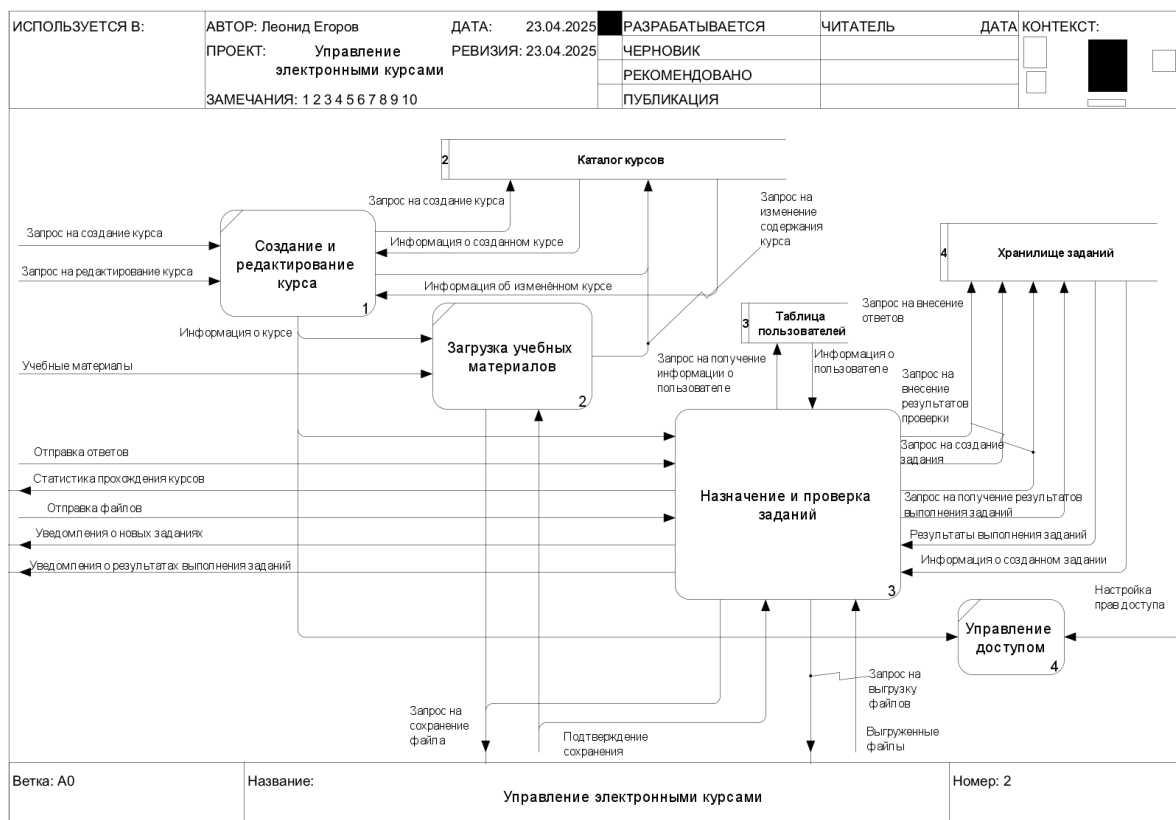 ИСПОЛЬЗУЕТСЯ В:
АВТОР: Леонид Егоров
ДАТА: 23.04.2025
РАЗРАБАТЫВАЕТСЯ
ЧИТАТЕЛЬ
ДАТА
КОНТЕКСТ:
ПРОЕКТ: Управление
электронными курсами
РЕВИЗИЯ: 23.04.2025
ЧЕРНОВИК
РЕКОМЕНДОВАНО
ЗАМЕЧАНИЯ: 1 2 3 4 5 6 7 8 9 10
ПУБЛИКАЦИЯ
2
Каталог курсов
Запрос на создание курса
Запрос на
изменение
содержания
курса
Запрос на создание курса
Создание и
редактирование
курса
1
Информация о созданном курсе
4
Хранилище заданий
Запрос на редактирование курса
Информация об изменённом курсе
Запрос на внесение
ответов
3
Таблица
пользователей
Информация о курсе
Загрузка учебных
материалов
2
Запрос на получение
информации о
пользователе
Информация о
пользователе
Учебные материалы
Запрос на
внесение
результатов
проверки
Запрос на создание
задания
Отправка ответов
Статистика прохождения курсов
Назначение и проверка
заданий
3
Запрос на получение результатов
выполнения заданий
Отправка файлов
Уведомления о новых заданиях
Результаты выполнения заданий
Уведомления о результатах выполнения заданий
Информация о созданном задании
Настройка
прав доступа
Управление
доступом
4
Запрос на
выгрузку
файлов
Запрос на
сохранение
файла
Подтверждение
сохранения
Выгруженные
файлы
Ветка: A0
Название:
Управление электронными курсами
Номер: 2